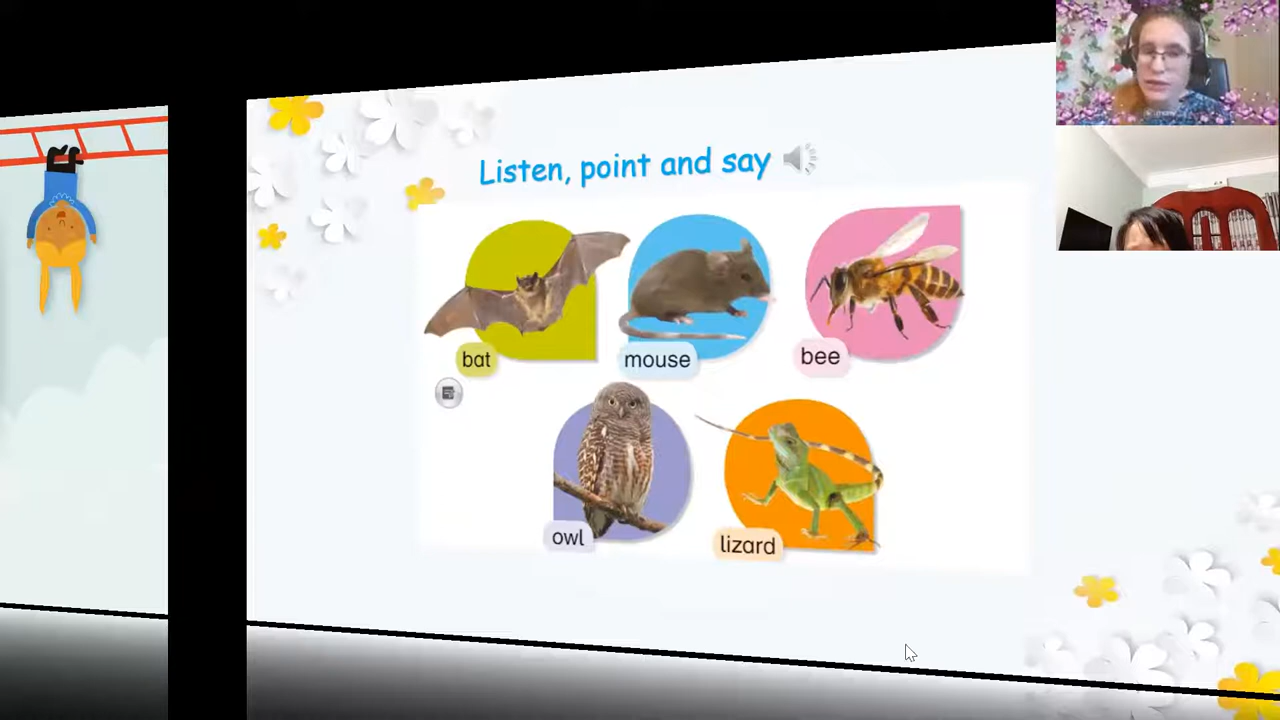 Listen, point and say
bat
mouse
bee
owl
lizard